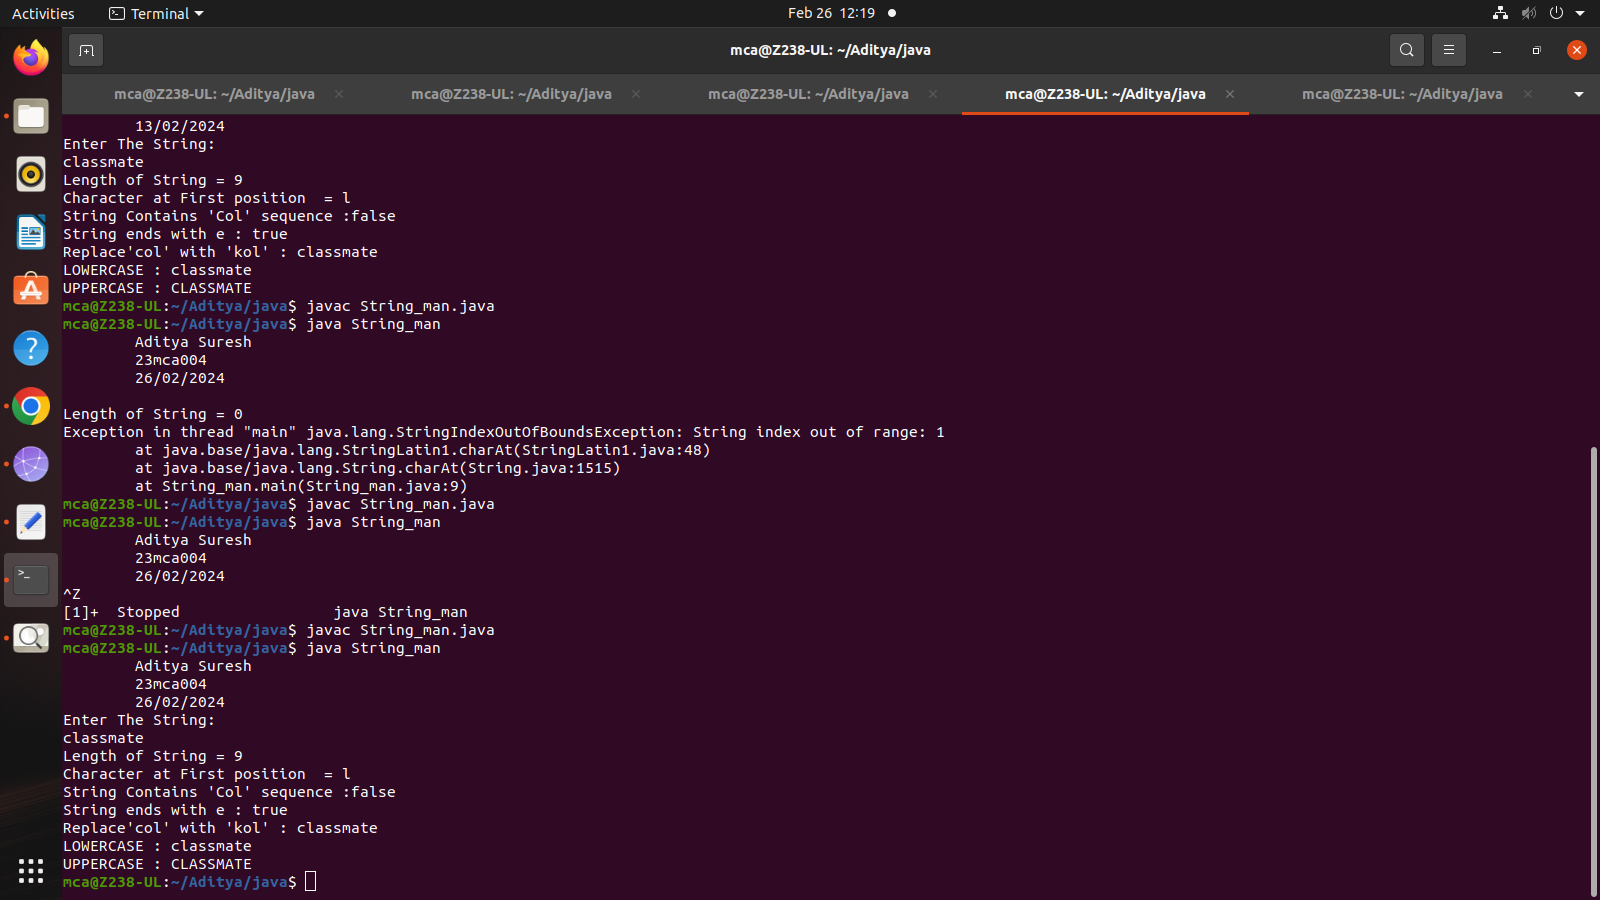 Activities Terminal Feb 26 12:19
mca@Z238-UL: ~/Aditya/java
mca@Z238-UL: ~/Aditya/java mca@Z238-UL: ~/Aditya/java mca@Z238-UL: ~/Aditya/java mca@Z238-UL: ~/Aditya/java mca@Z238-UL: ~/Aditya/java
13/02/2024
Enter The String:
classmate
Length of String = 9
Character at First position  = l
String Contains 'Col' sequence :false
String ends with e : true
Replace'col' with 'kol' : classmate
LOWERCASE : classmate
UPPERCASE : CLASSMATE
mca@Z238-UL:~/Aditya/java$ javac String_man.java
mca@Z238-UL:~/Aditya/java$ java String_man
Aditya Suresh
23mca004
26/02/2024
Length of String = 0
Exception in thread "main" java.lang.StringIndexOutOfBoundsException: String index out of range: 1
at java.base/java.lang.StringLatin1.charAt(StringLatin1.java:48)
at java.base/java.lang.String.charAt(String.java:1515)
at String_man.main(String_man.java:9)
mca@Z238-UL:~/Aditya/java$ javac String_man.java
mca@Z238-UL:~/Aditya/java$ java String_man
Aditya Suresh
23mca004
26/02/2024
^Z
[1]+  Stopped                 java String_man
mca@Z238-UL:~/Aditya/java$ javac String_man.java
mca@Z238-UL:~/Aditya/java$ java String_man
Aditya Suresh
23mca004
26/02/2024
Enter The String:
classmate
Length of String = 9
Character at First position  = l
String Contains 'Col' sequence :false
String ends with e : true
Replace'col' with 'kol' : classmate
LOWERCASE : classmate
UPPERCASE : CLASSMATE
mca@Z238-UL:~/Aditya/java$